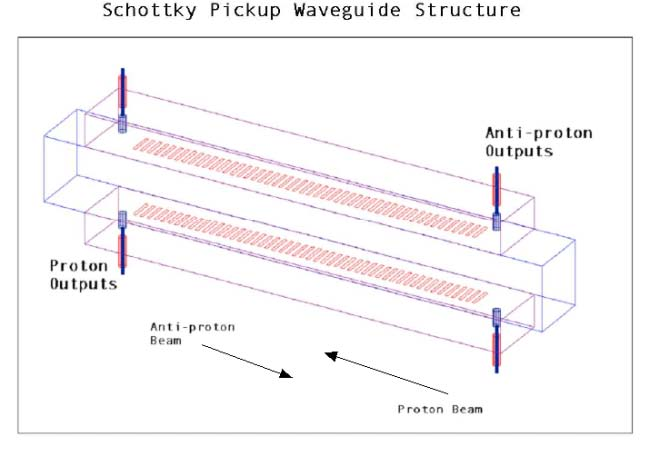 Schottky Pickup Waveguide Structure
Anti-proton
Outputs
Proton
Outputs
Anti-proton
Beam
Proton Beam